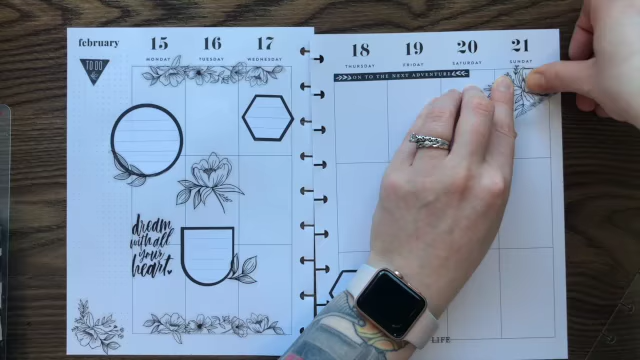 february
15 16 17
MONDAY TUESDAY WEDNESDAY
TO DO
dream
with all
your
heart
18 19 20 21
THURSDAY FRIDAY SATURDAY SUNDAY
ON TO THE NEXT ADVENTURE
LIFE